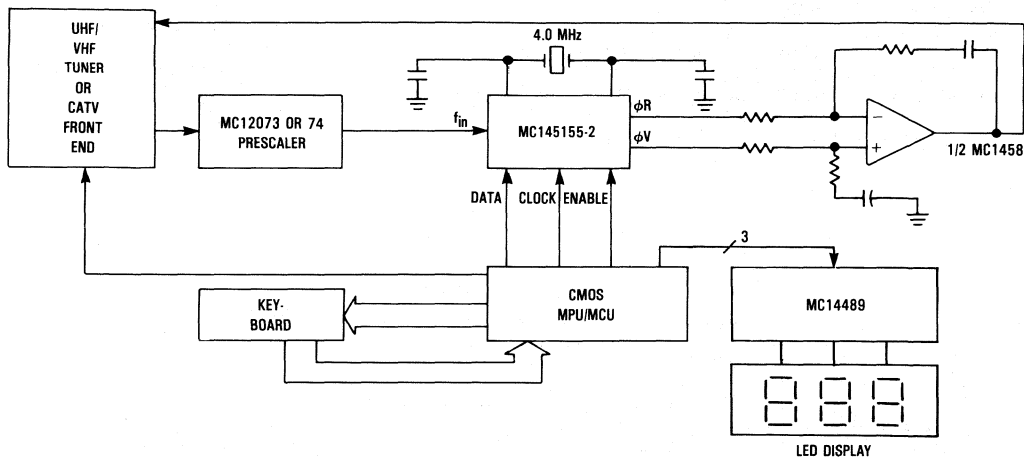 UHF/
VHF
TUNER
OR
CATV
FRONT
END
MC12073 OR 74
PRESCALER
fin
4.0 MHz
MC145155-2
ϕR
ϕV
−
+
1/2 MC1458
DATA
CLOCK
ENABLE
3
CMOS
MPU/MCU
KEY-
BOARD
MC14489
888
LED DISPLAY